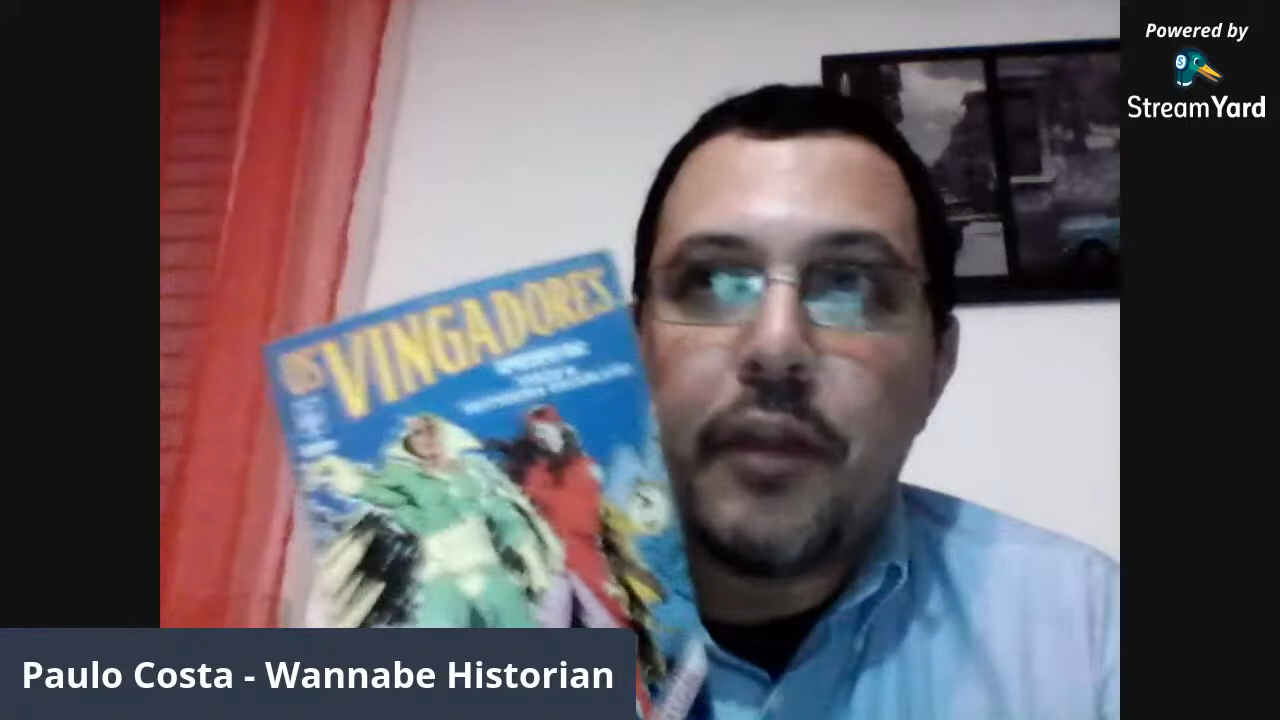 Powered by
StreamYard
OS VINGADORES
Paulo Costa - Wannabe Historian